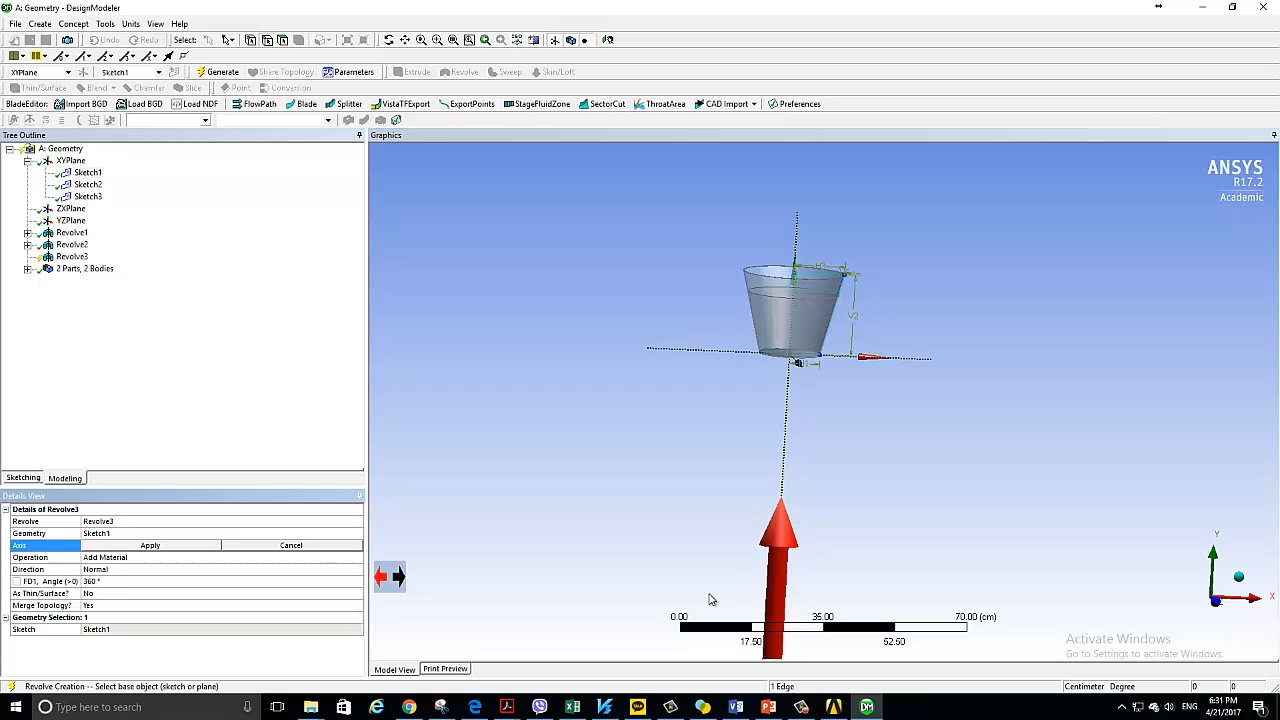 A: Geometry - DesignModeler
File Create Concept Tools Units View Help
Undo Redo Select:
XYPlane Sketch1 Generate Share Topology Parameters Extrude Revolve Sweep Skin/Loft
Thin/Surface Blend Chamfer Slice Point Conversion
BladeEditor: Import BGD Load BGD Load NDF FlowPath Blade Splitter VistaTFExport ExportPoints StageFluidZone SectorCut ThroatArea CAD Import Preferences
Tree Outline
Graphics
A: Geometry
XYPlane
Sketch1
Sketch2
Sketch3
ZXPlane
YZPlane
Revolve1
Revolve2
Revolve3
2 Parts, 2 Bodies
ANSYS
R17.2
Academic
Sketching Modeling
Details View
Details of Revolve3
Revolve Revolve3
Geometry Sketch1
Axis Apply Cancel
Operation Add Material
Direction Normal
FD1, Angle (>0) 360 °
As Thin/Surface? No
Merge Topology? Yes
Geometry Selection: 1
Sketch Sketch1
Y
X
0.00 35.00 70.00 (cm)
17.50 52.50
Activate Windows
Go to Settings to activate Windows.
Model View Print Preview
Revolve Creation -- Select base object (sketch or plane) 1 Edge Centimeter Degree 0 0
Type here to search
6:31 PM
4/21/2017